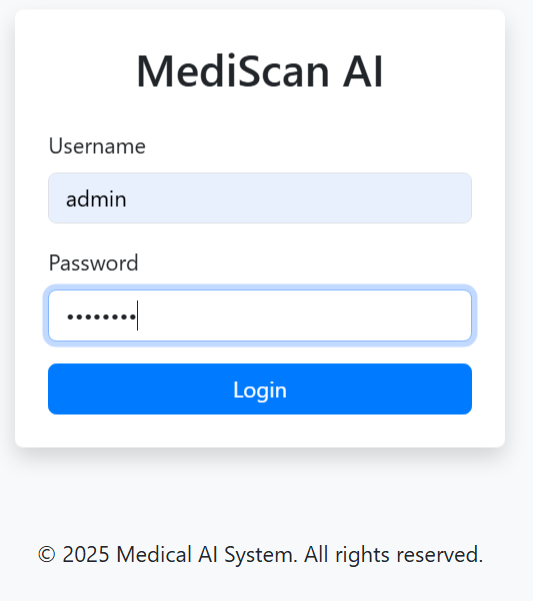 MediScan AI
Username
admin
Password
••••••••
Login
© 2025 Medical AI System. All rights reserved.